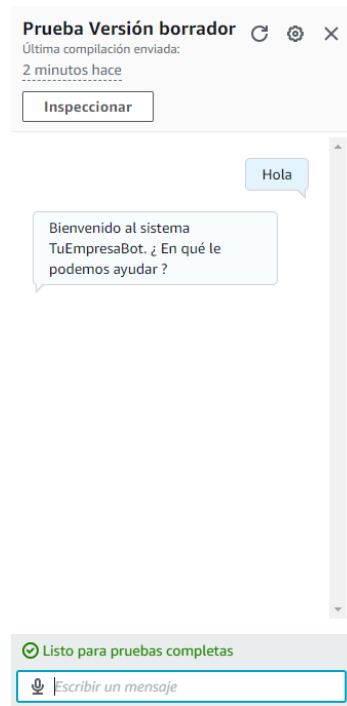 Prueba Versión borrador
Última compilación enviada:
2 minutos hace
Inspeccionar
Hola
Bienvenido al sistema
TuEmpresaBot. ¿ En qué le
podemos ayudar ?
Listo para pruebas completas
Escribir un mensaje